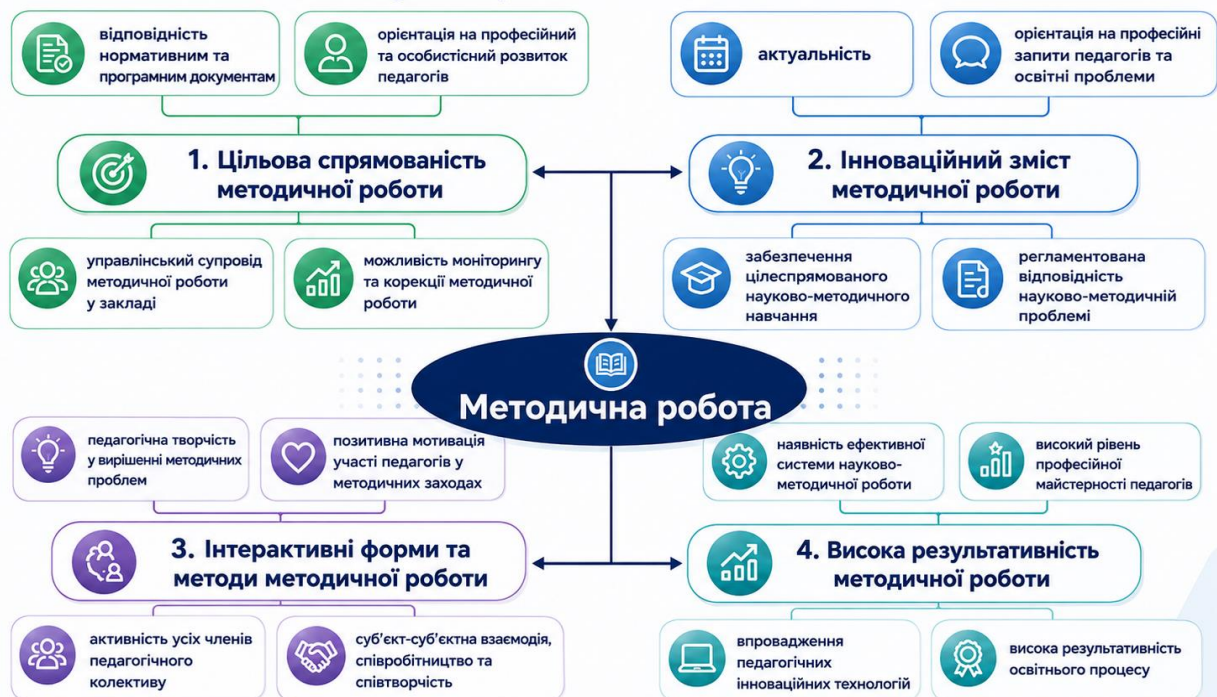 відповідність
нормативним та
програмним документам
орієнтація на професійний
та особистісний розвиток
педагогів
актуальність
орієнтація на професійні
запити педагогів та
освітні проблеми
1. Цільова спрямованість
методичної роботи
2. Інноваційний зміст
методичної роботи
управлінський супровід
методичної роботи
у закладі
можливість моніторингу
та корекції методичної
роботи
забезпечення
цілеспрямованого
науково-методичного
навчання
регламентована
відповідність
науково-методичній
проблемі
Методична робота
педагогічна творчість
у вирішенні методичних
проблем
позитивна мотивація
участі педагогів у
методичних заходах
наявність ефективної
системи науково-
методичної роботи
високий рівень
професійної
майстерності педагогів
3. Інтерактивні форми та
методи методичної роботи
4. Висока результативність
методичної роботи
активність усіх членів
педагогічного
колективу
суб'єкт-суб'єктна взаємодія,
співробітництво та
співтворчість
впровадження
педагогічних
інноваційних технологій
висока результативність
освітнього процесу